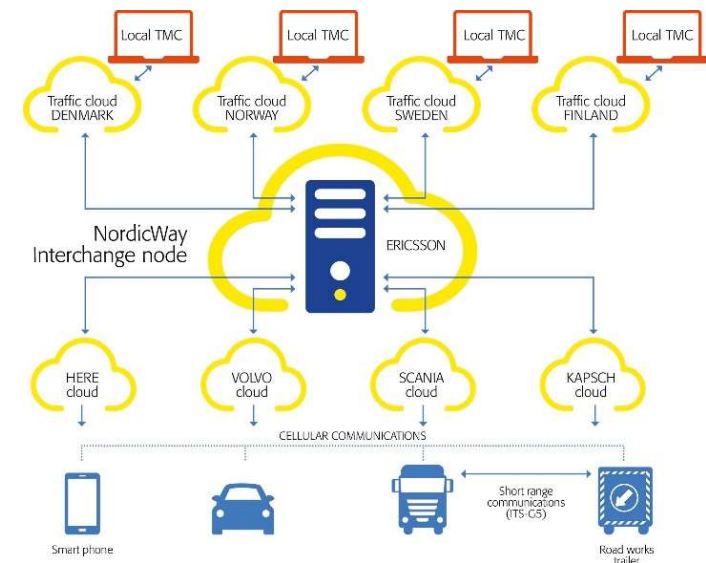 Local TMC
Local TMC
Local TMC
Local TMC
Traffic cloud
DENMARK
Traffic cloud
NORWAY
Traffic cloud
SWEDEN
Traffic cloud
FINLAND
NordicWay
Interchange node
ERICSSON
HERE
cloud
VOLVO
cloud
SCANIA
cloud
KAPSCH
cloud
CELLULAR COMMUNICATIONS
Short range
communications
(ITS-G5)
Smart phone
Road works
trailer